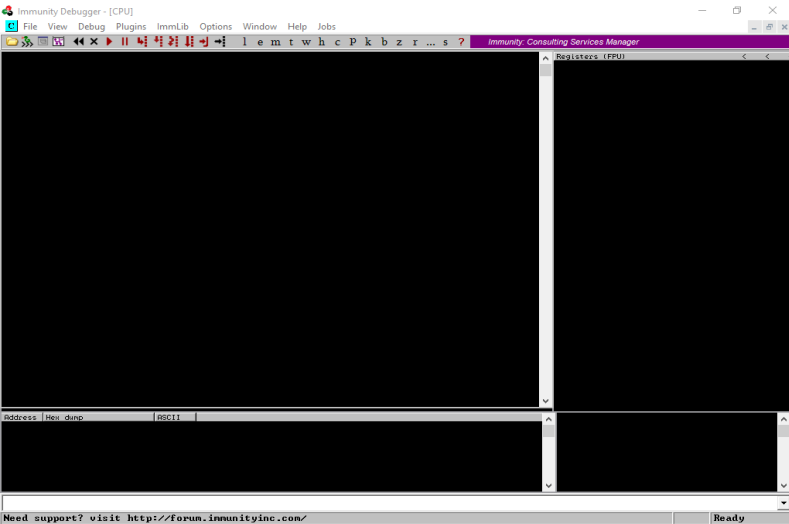 Immunity Debugger - [CPU]
C File View Debug Plugins ImmLib Options Window Help Jobs
l e m t w h c P k b z r ... s ? Immunity: Consulting Services Manager
Registers (FPU) < <
Address Hex dump ASCII
Need support? visit http://forum.immunityinc.com/ Ready